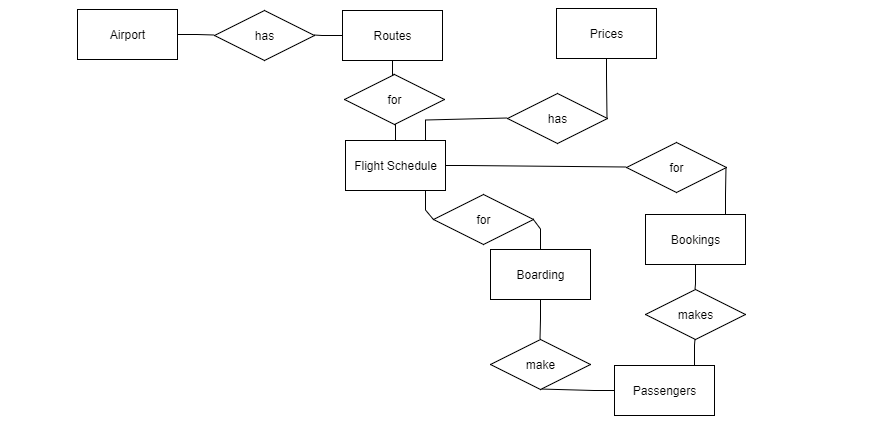 Airport
has
Routes
Prices
for
has
Flight Schedule
for
for
Bookings
Boarding
makes
make
Passengers